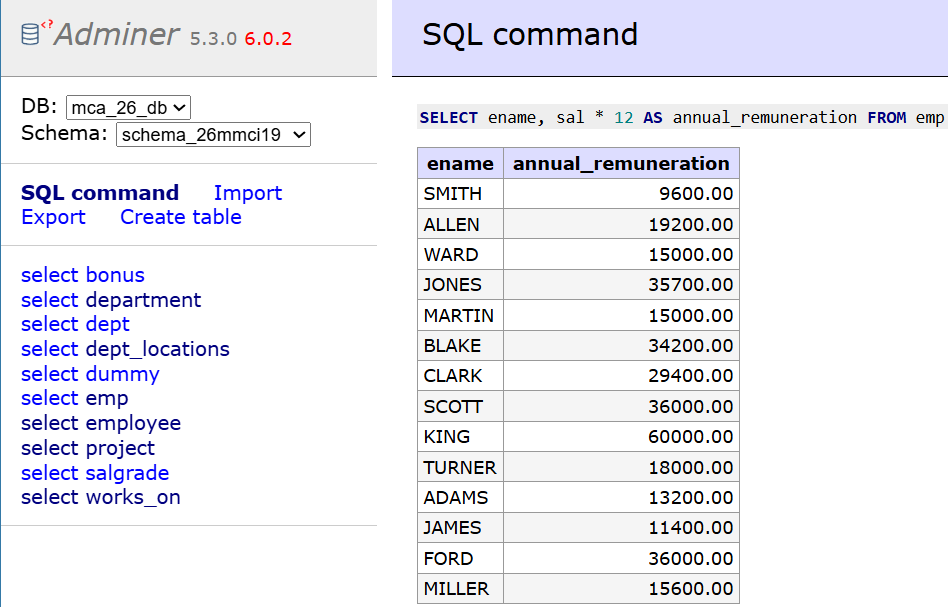 <?Adminer 5.3.0 6.0.2
DB: mca_26_db
Schema: schema_26mmci19
SQL command Import
Export Create table
select bonus
select department
select dept
select dept_locations
select dummy
select emp
select employee
select project
select salgrade
select works_on
SQL command
SELECT ename, sal * 12 AS annual_remuneration FROM emp
ename annual_remuneration
SMITH 9600.00
ALLEN 19200.00
WARD 15000.00
JONES 35700.00
MARTIN 15000.00
BLAKE 34200.00
CLARK 29400.00
SCOTT 36000.00
KING 60000.00
TURNER 18000.00
ADAMS 13200.00
JAMES 11400.00
FORD 36000.00
MILLER 15600.00